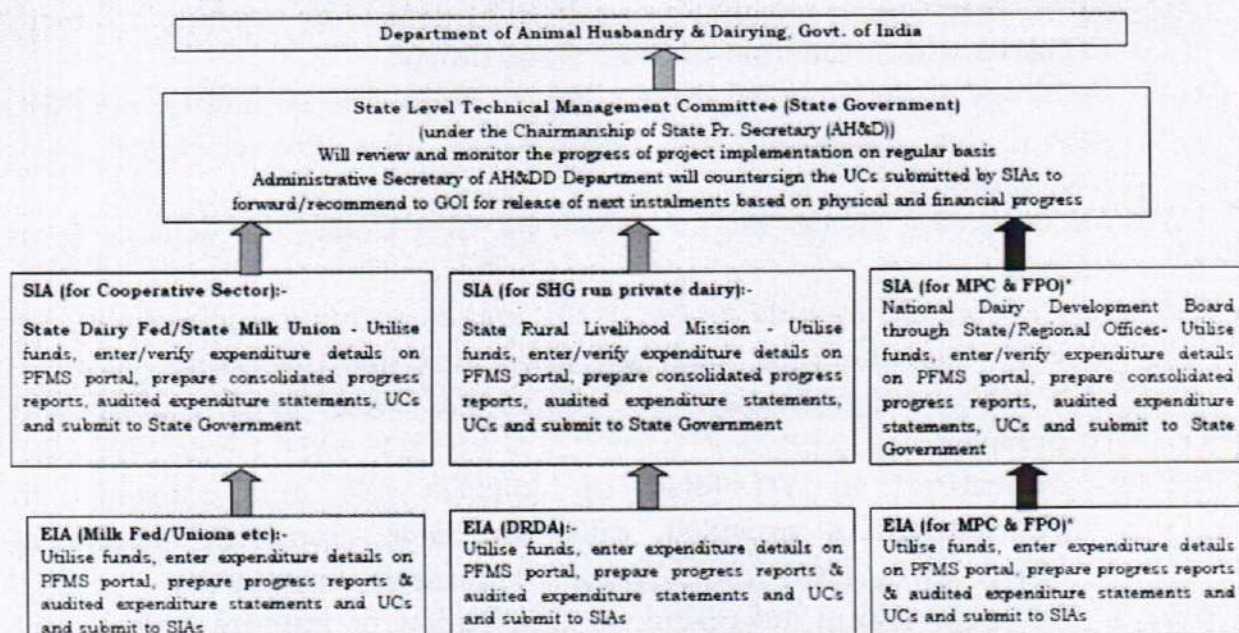 Department of Animal Husbandry & Dairying, Govt. of India
State Level Technical Management Committee (State Government)
(under the Chairmanship of State Pr. Secretary (AH&D))
Will review and monitor the progress of project implementation on regular basis
Administrative Secretary of AH&DD Department will countersign the UCs submitted by SIAs to
forward/recommend to GOI for release of next instalments based on physical and financial progress
SIA (for Cooperative Sector):-
State Dairy Fed/State Milk Union - Utilise
funds, enter/verify expenditure details on
PFMS portal, prepare consolidated progress
reports, audited expenditure statements, UCs
and submit to State Government
SIA (for SHG run private dairy):-
State Rural Livelihood Mission - Utilise
funds, enter/verify expenditure details on
PFMS portal, prepare consolidated progress
reports, audited expenditure statements,
UCs and submit to State Government
SIA (for MPC & FPO)*
National Dairy Development Board
through State/Regional Offices- Utilise
funds, enter/verify expenditure details
on PFMS portal, prepare consolidated
progress reports, audited expenditure
statements, UCs and submit to State
Government
EIA (Milk Fed/Unions etc):-
Utilise funds, enter expenditure details on
PFMS portal, prepare progress reports &
audited expenditure statements and UCs
and submit to SIAs
EIA (DRDA):-
Utilise funds, enter expenditure details on
PFMS portal, prepare progress reports &
audited expenditure statements and UCs
and submit to SIAs
EIA (for MPC & FPO)*
Utilise funds, enter expenditure details
on PFMS portal, prepare progress reports
& audited expenditure statements and
UCs and submit to SIAs